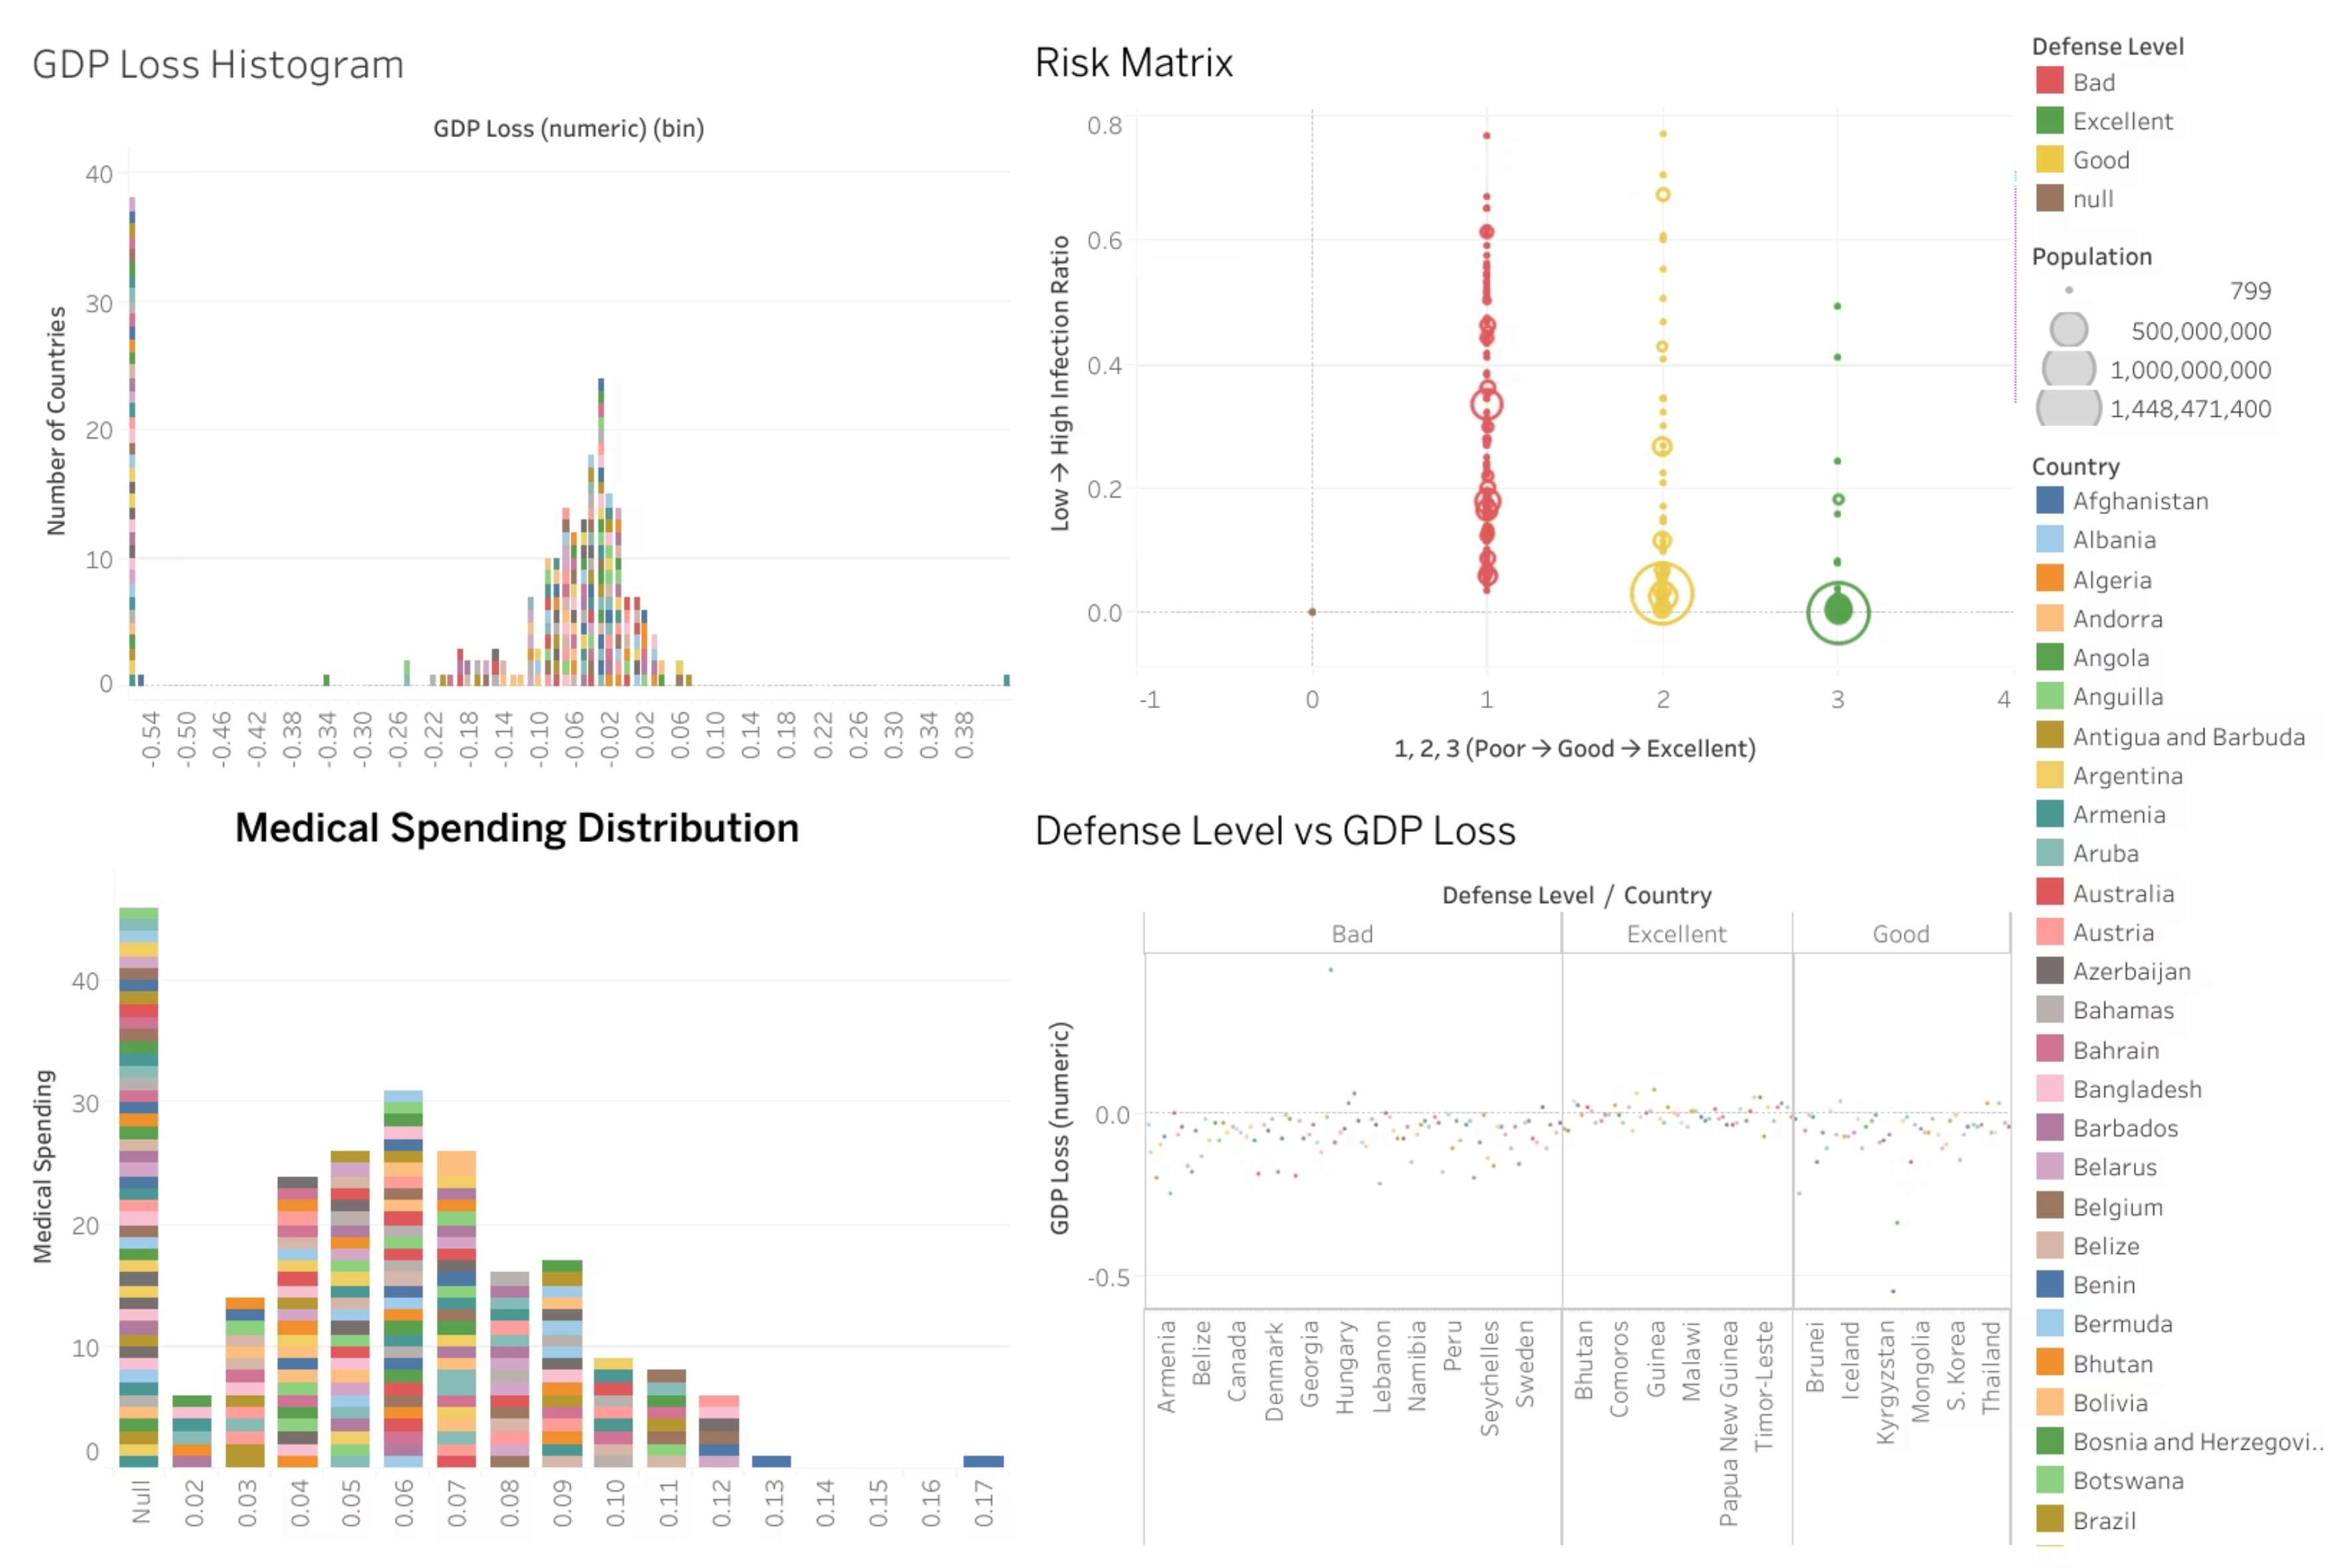 GDP Loss Histogram
GDP Loss (numeric) (bin)
Number of Countries
40
30
20
10
0
-0.54
-0.50
-0.46
-0.42
-0.38
-0.34
-0.30
-0.26
-0.22
-0.18
-0.14
-0.10
-0.06
-0.02
0.02
0.06
0.10
0.14
0.18
0.22
0.26
0.30
0.34
0.38
Risk Matrix
Low → High Infection Ratio
0.8
0.6
0.4
0.2
0.0
-1
0
1
2
3
4
1, 2, 3 (Poor → Good → Excellent)
Medical Spending Distribution
Medical Spending
40
30
20
10
0
Null
0.02
0.03
0.04
0.05
0.06
0.07
0.08
0.09
0.10
0.11
0.12
0.13
0.14
0.15
0.16
0.17
Defense Level vs GDP Loss
Defense Level / Country
Bad
Excellent
Good
GDP Loss (numeric)
0.0
-0.5
Armenia
Belize
Canada
Denmark
Georgia
Hungary
Lebanon
Namibia
Peru
Seychelles
Sweden
Bhutan
Comoros
Guinea
Malawi
Papua New Guinea
Timor-Leste
Brunei
Iceland
Kyrgyzstan
Mongolia
S. Korea
Thailand
Defense Level
Bad
Excellent
Good
null
Population
799
500,000,000
1,000,000,000
1,448,471,400
Country
Afghanistan
Albania
Algeria
Andorra
Angola
Anguilla
Antigua and Barbuda
Argentina
Armenia
Aruba
Australia
Austria
Azerbaijan
Bahamas
Bahrain
Bangladesh
Barbados
Belarus
Belgium
Belize
Benin
Bermuda
Bhutan
Bolivia
Bosnia and Herzegovi..
Botswana
Brazil